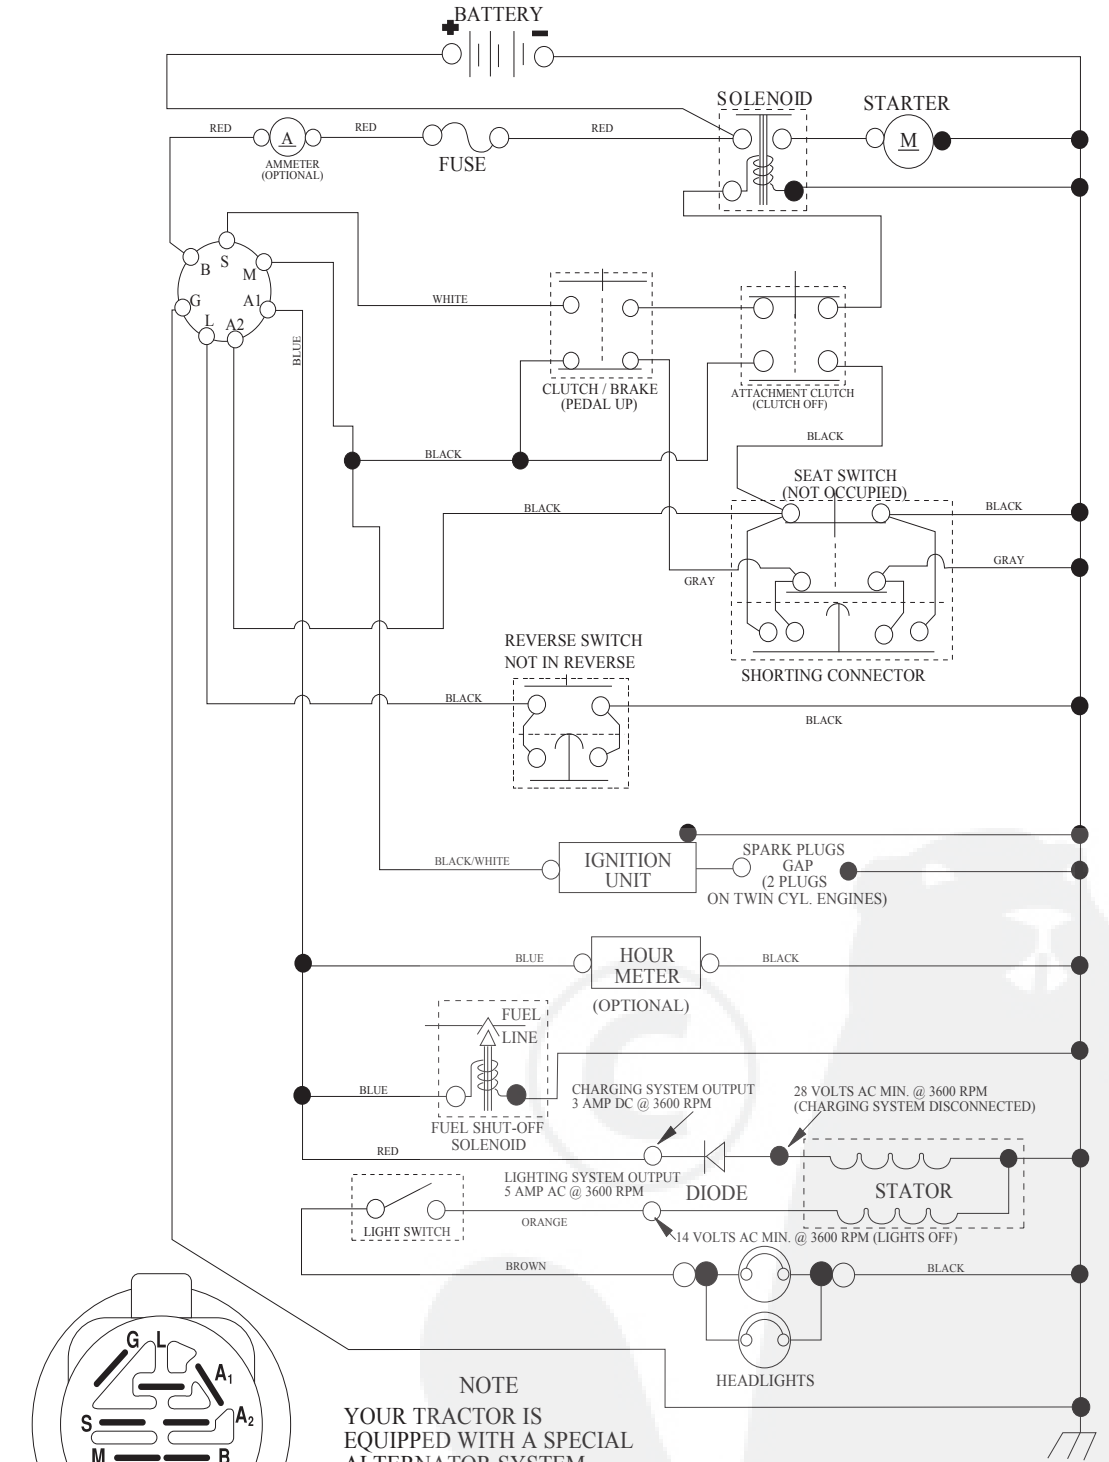 BATTERY
+ -
SOLENOID
STARTER
RED
RED
RED
A
M
AMMETER
(OPTIONAL)
FUSE
B
S
M
G
A1
L
A2
BLUE
WHITE
CLUTCH / BRAKE
(PEDAL UP)
ATTACHMENT CLUTCH
(CLUTCH OFF)
BLACK
BLACK
SEAT SWITCH
(NOT OCCUPIED)
BLACK
BLACK
GRAY
GRAY
REVERSE SWITCH
NOT IN REVERSE
SHORTING CONNECTOR
BLACK
BLACK
BLACK/WHITE
IGNITION
UNIT
SPARK PLUGS
GAP
(2 PLUGS
ON TWIN CYL. ENGINES)
BLUE
HOUR
METER
BLACK
(OPTIONAL)
FUEL
LINE
BLUE
CHARGING SYSTEM OUTPUT
3 AMP DC @ 3600 RPM
28 VOLTS AC MIN. @ 3600 RPM
(CHARGING SYSTEM DISCONNECTED)
FUEL SHUT-OFF
SOLENOID
RED
LIGHTING SYSTEM OUTPUT
5 AMP AC @ 3600 RPM
DIODE
STATOR
LIGHT SWITCH
ORANGE
14 VOLTS AC MIN. @ 3600 RPM (LIGHTS OFF)
BROWN
BLACK
HEADLIGHTS
G L
A1
A2
S
M
B
NOTE
YOUR TRACTOR IS
EQUIPPED WITH A SPECIAL
ALTERNATOR SYSTEM
©